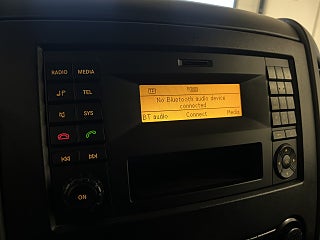 RADIO MEDIA
TEL
SYS
No Bluetooth audio device
connected
BT audio Connect Media
ON